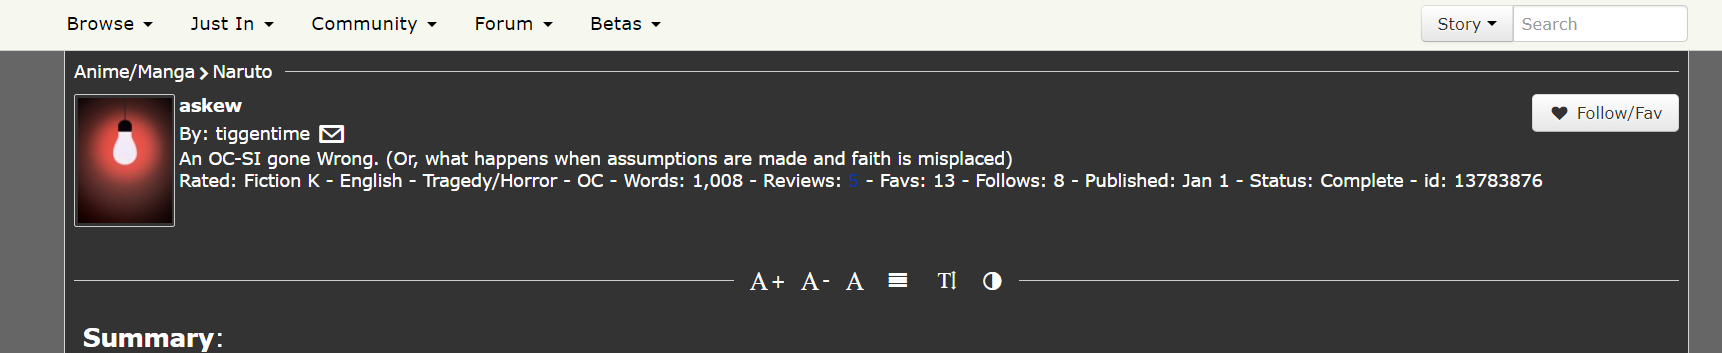 Browse Just In Community Forum Betas Story Search
Anime/Manga Naruto
askew
Follow/Fav
By: tiggentime
An OC-SI gone Wrong. (Or, what happens when assumptions are made and faith is misplaced)
Rated: Fiction K - English - Tragedy/Horror - OC - Words: 1,008 - Reviews: 5 - Favs: 13 - Follows: 8 - Published: Jan 1 - Status: Complete - id: 13783876
A+ A- A T
Summary: